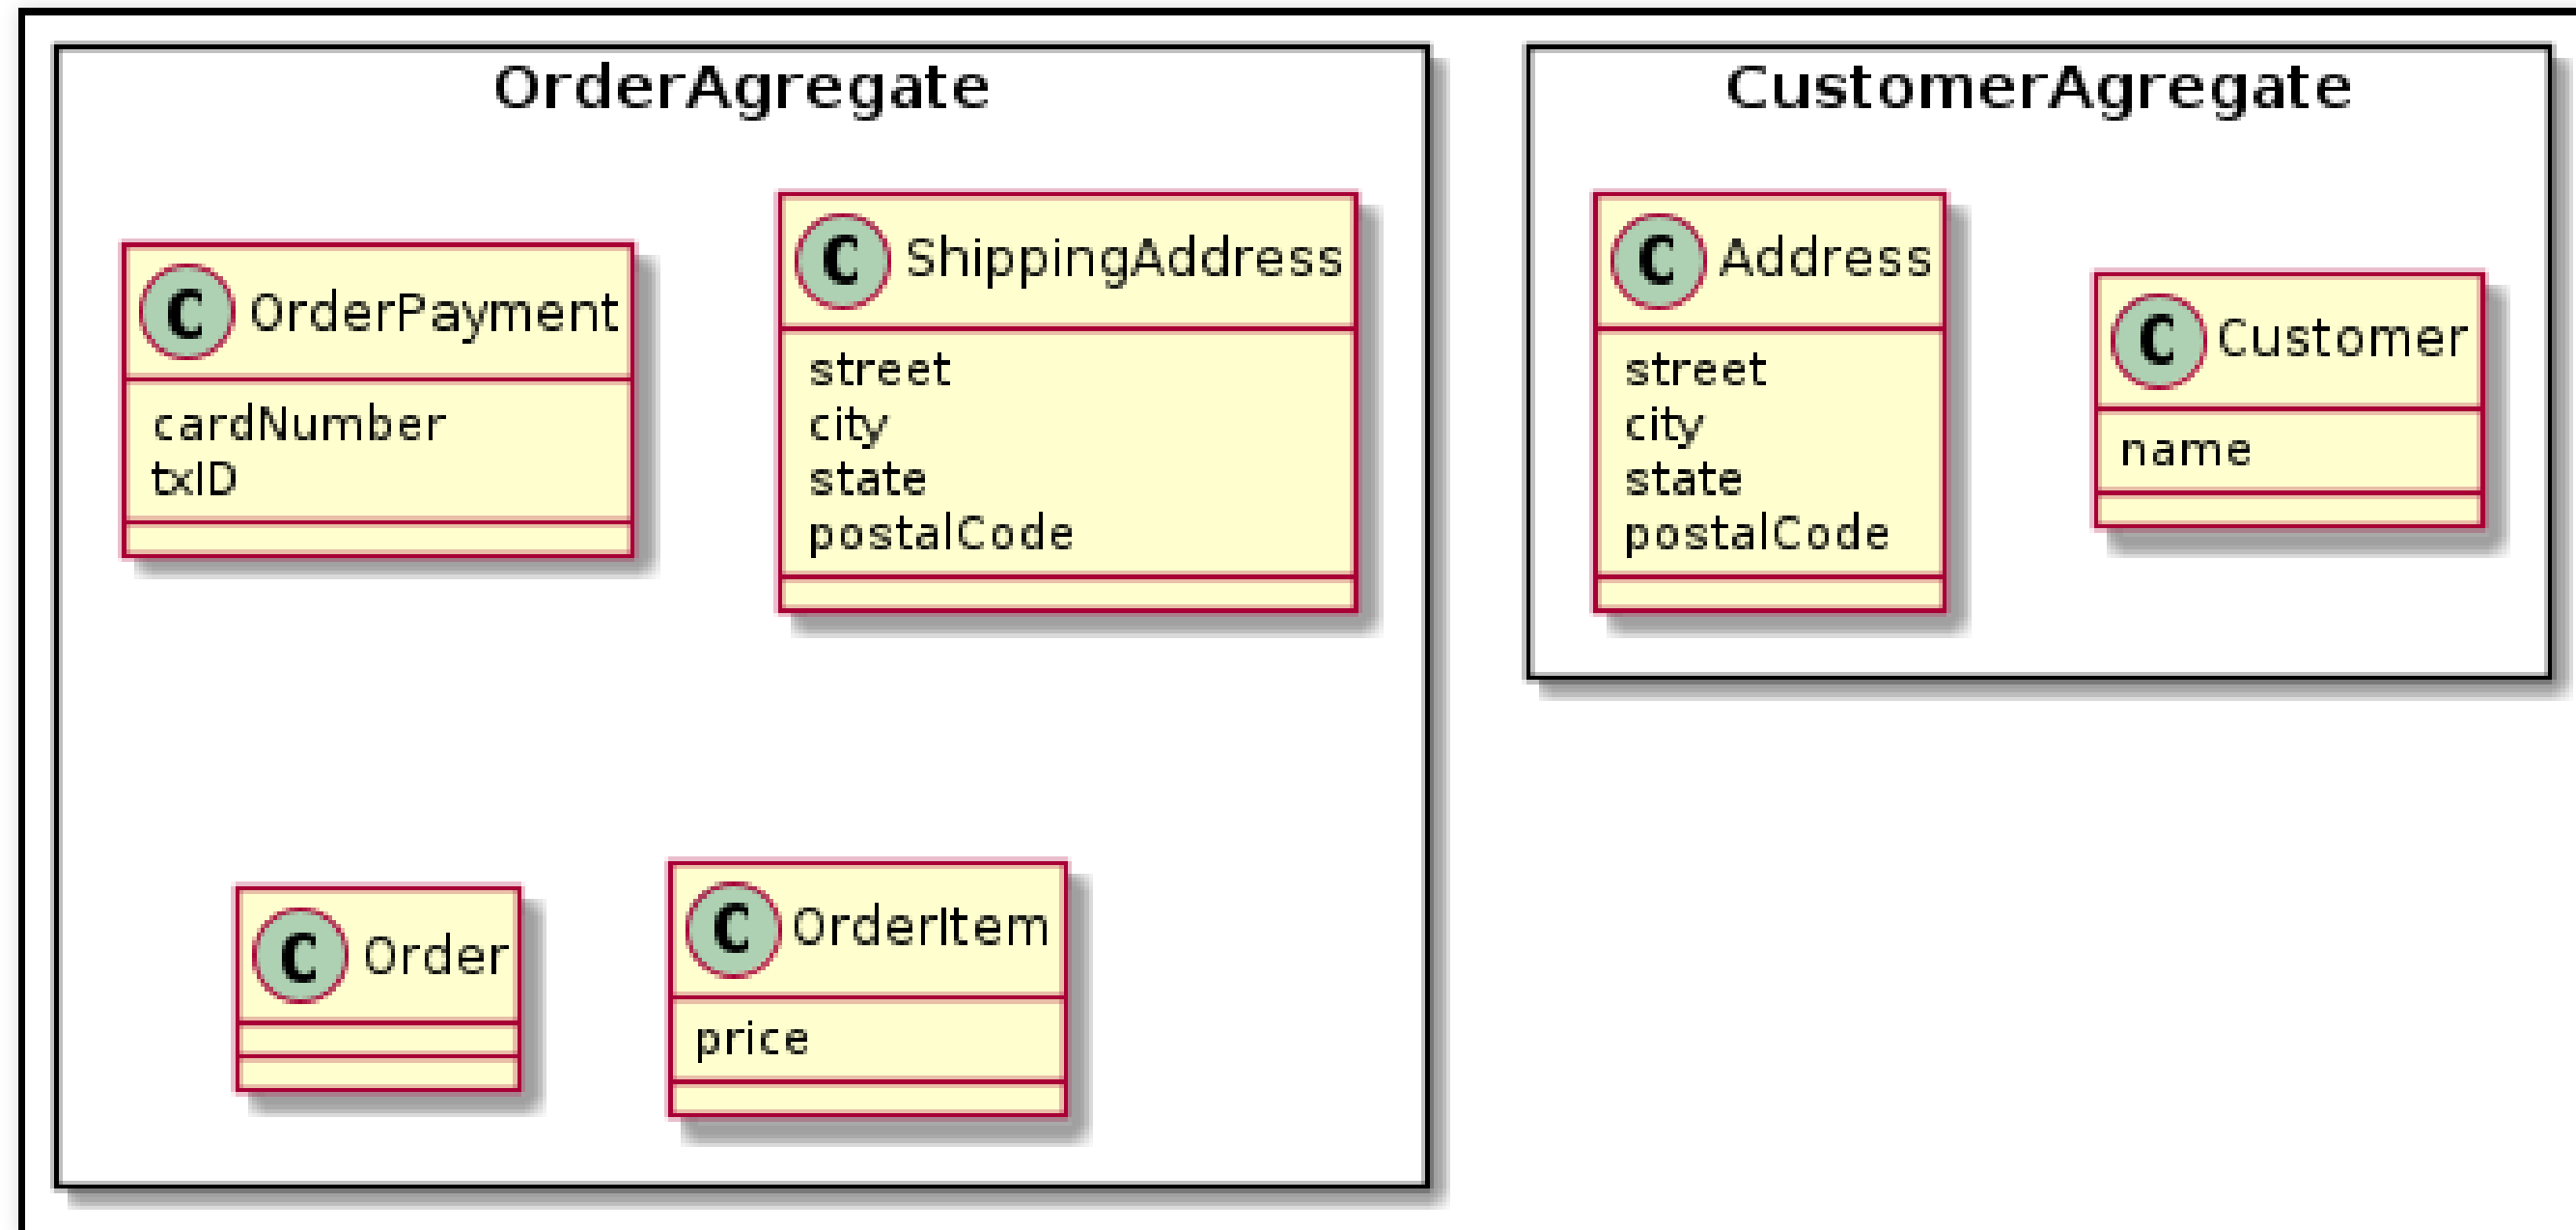 OrderAgregate
C OrderPayment
cardNumber
txID
C ShippingAddress
street
city
state
postalCode
C Order
C OrderItem
price
CustomerAgregate
C Address
street
city
state
postalCode
C Customer
name